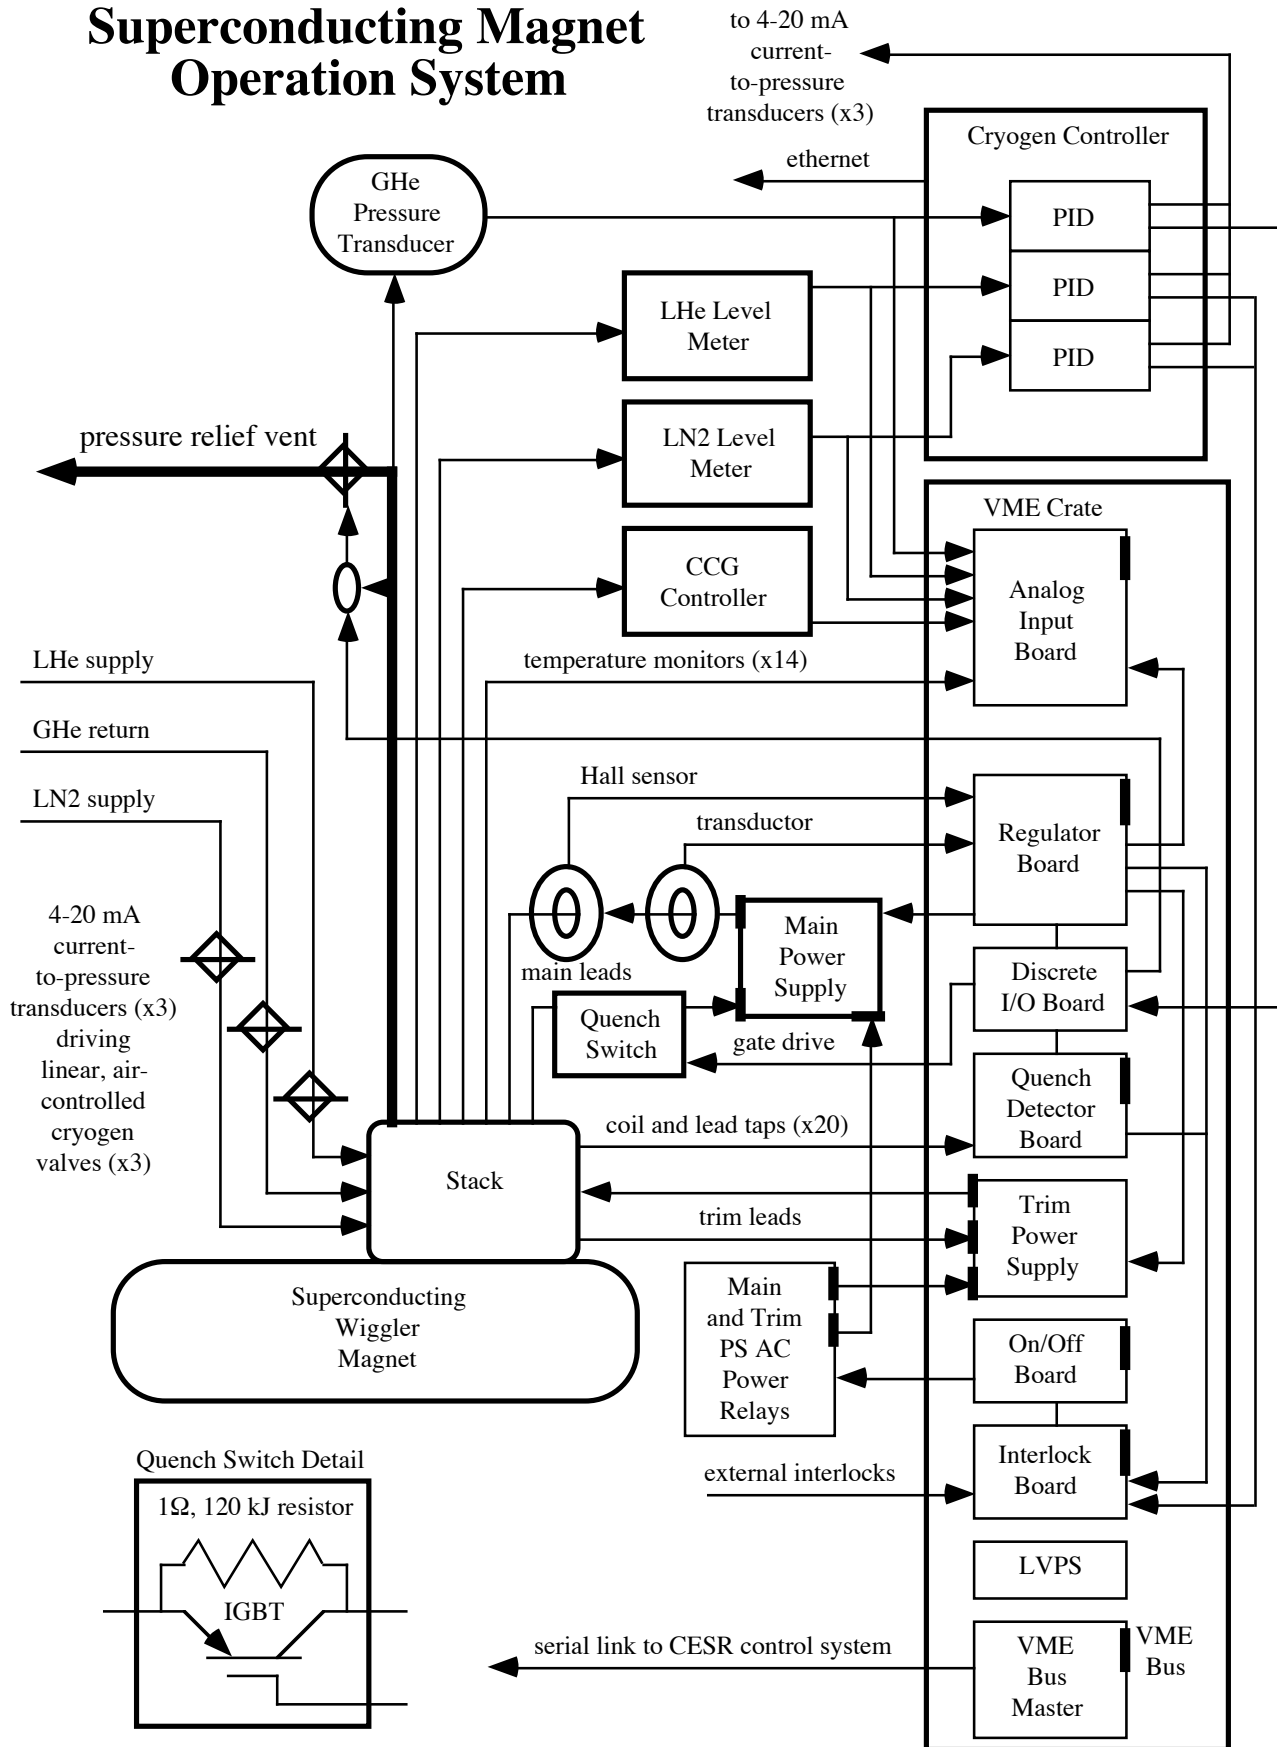 Superconducting Magnet
Operation System
to 4-20 mA
current-
to-pressure
transducers (x3)
ethernet
Cryogen Controller
PID
PID
PID
GHe
Pressure
Transducer
LHe Level
Meter
pressure relief vent
LN2 Level
Meter
VME Crate
CCG
Controller
Analog
Input
Board
temperature monitors (x14)
LHe supply
GHe return
LN2 supply
Hall sensor
transductor
Regulator
Board
4-20 mA
current-
to-pressure
transducers (x3)
driving
linear, air-
controlled
cryogen
valves (x3)
main leads
Main
Power
Supply
Discrete
I/O Board
Quench
Switch
gate drive
Quench
Detector
Board
coil and lead taps (x20)
Stack
trim leads
Trim
Power
Supply
Superconducting
Wiggler
Magnet
Main
and Trim
PS AC
Power
Relays
On/Off
Board
Quench Switch Detail
external interlocks
Interlock
Board
1Ω, 120 kJ resistor
IGBT
LVPS
serial link to CESR control system
VME
Bus
Master
VME
Bus